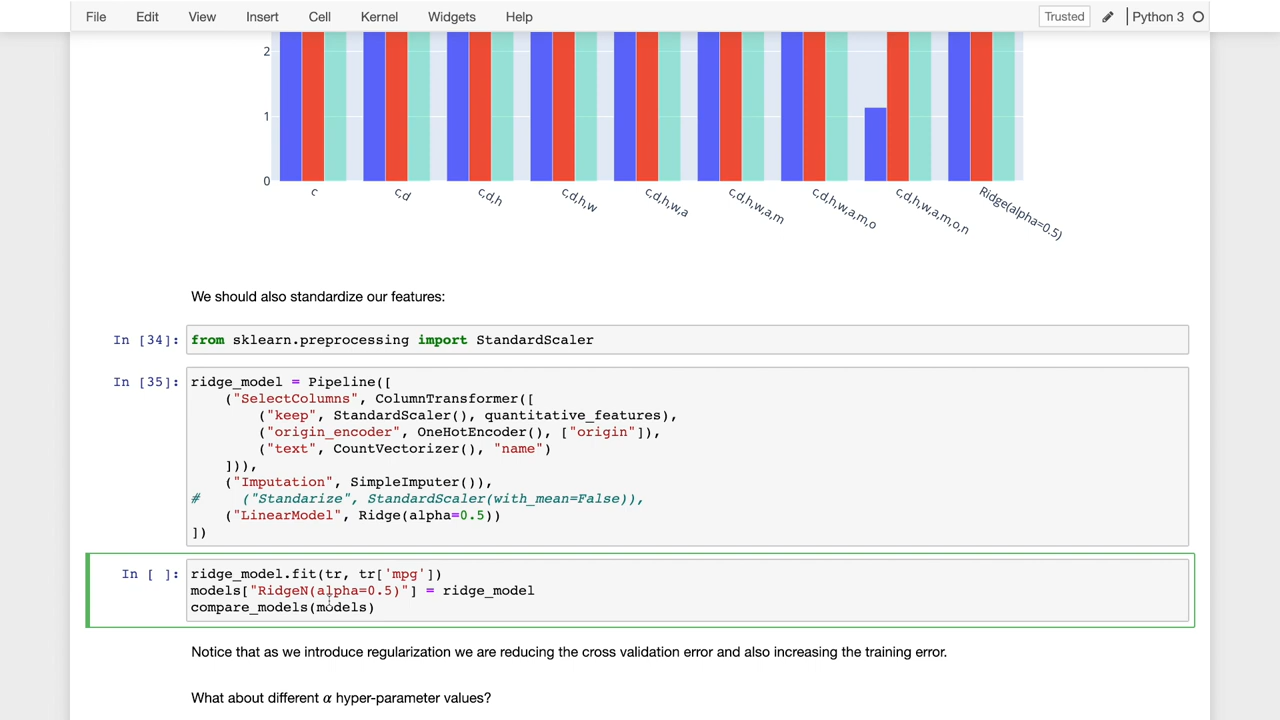 File Edit View Insert Cell Kernel Widgets Help Trusted Python 3
2
1
0
c c,d c,d,h c,d,h,w c,d,h,w,a c,d,h,w,a,m c,d,h,w,a,m,o c,d,h,w,a,m,o,n Ridge(alpha=0.5)
We should also standardize our features:
In [34]: from sklearn.preprocessing import StandardScaler
In [35]: ridge_model = Pipeline([
("SelectColumns", ColumnTransformer([
("keep", StandardScaler(), quantitative_features),
("origin_encoder", OneHotEncoder(), ["origin"]),
("text", CountVectorizer(), "name")
])),
("Imputation", SimpleImputer()),
# ("Standarize", StandardScaler(with_mean=False)),
("LinearModel", Ridge(alpha=0.5))
])
In [ ]: ridge_model.fit(tr, tr['mpg'])
models["RidgeN(alpha=0.5)"] = ridge_model
compare_models(models)
Notice that as we introduce regularization we are reducing the cross validation error and also increasing the training error.
What about different α hyper-parameter values?